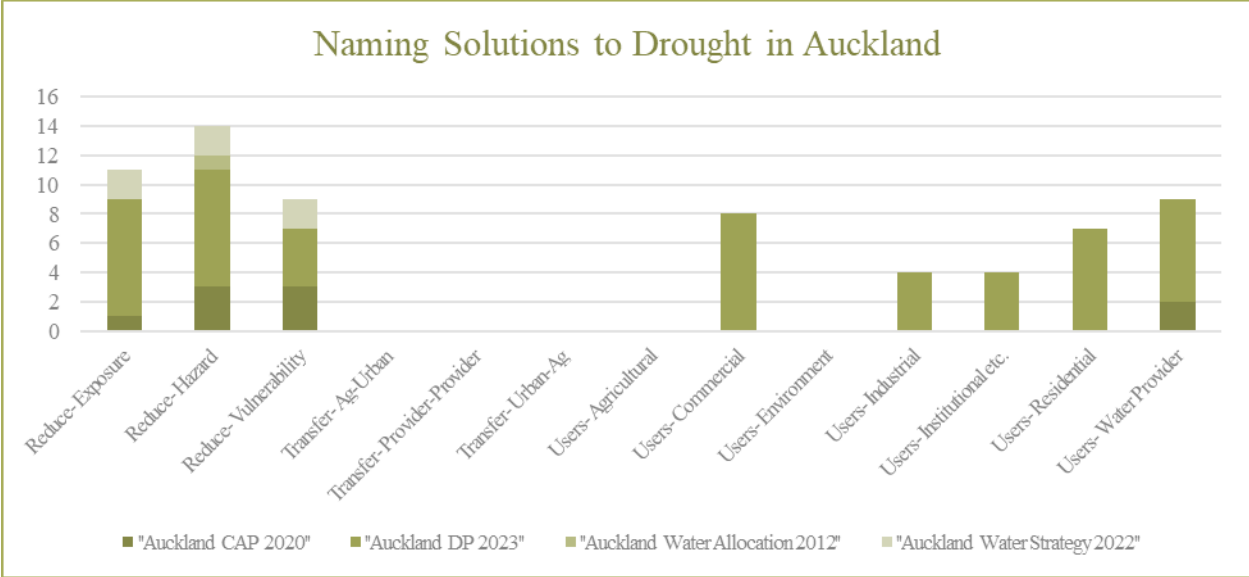 Naming Solutions to Drought in Auckland
16
14
12
10
8
6
4
2
0
Reduce- Exposure
Reduce- Hazard
Reduce- Vulnerability
Transfer- Ag-Urban
Transfer- Provider-Provider
Transfer- Urban-Ag
Users- Agricultural
Users- Commercial
Users- Environment
Users- Industrial
Users- Institutional etc.
Users- Residential
Users- Water Provider
"Auckland CAP 2020" "Auckland DP 2023" "Auckland Water Allocation 2012" "Auckland Water Strategy 2022"